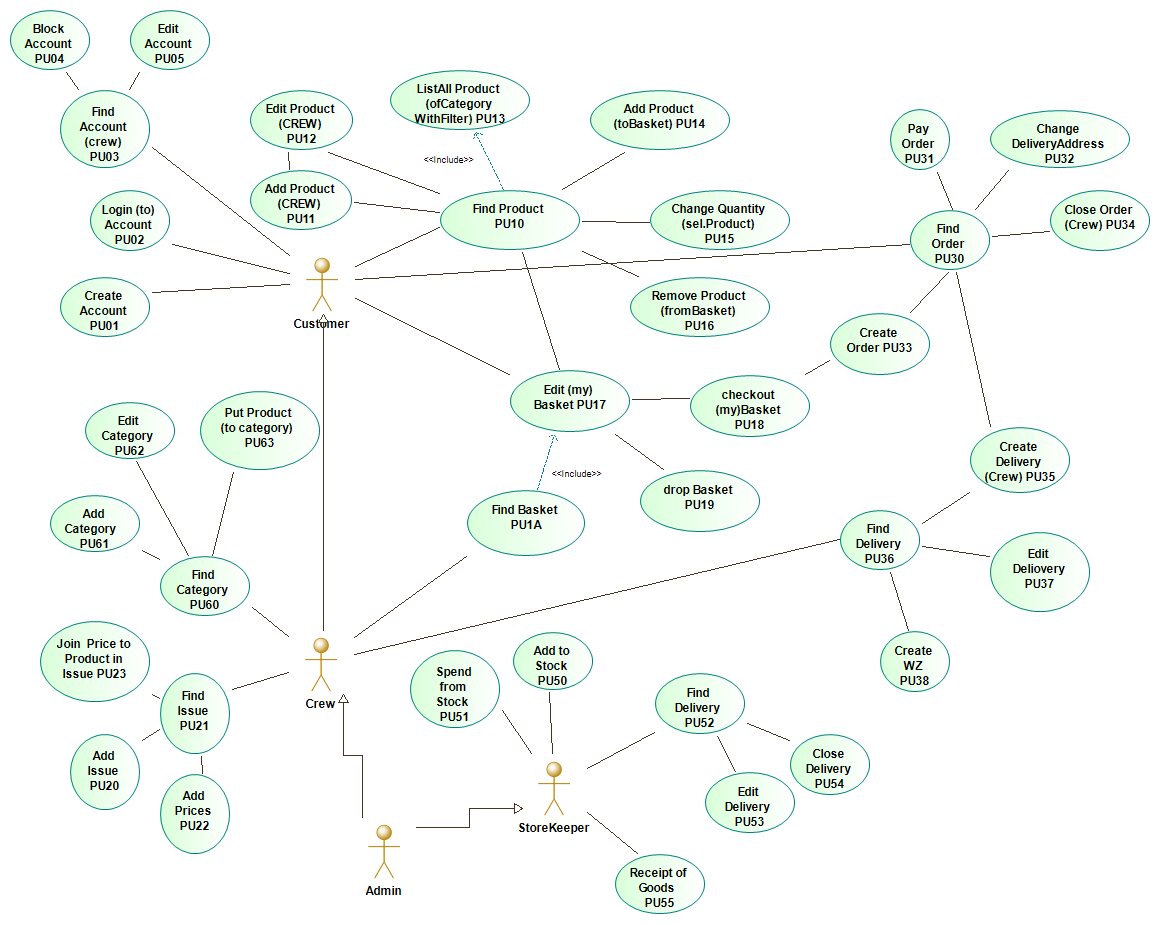 Block
Account
PU04
Edit
Account
PU05
Find
Account
(crew)
PU03
Edit Product
(CREW)
PU12
ListAll Product
(ofCategory
WithFilter) PU13
Add Product
(toBasket) PU14
Pay
Order
PU31
Change
DeliveryAddress
PU32
<<Include>>
Login (to)
Account
PU02
Add Product
(CREW)
PU11
Find Product
PU10
Change Quantity
(sel.Product)
PU15
Find
Order
PU30
Close Order
(Crew) PU34
Create
Account
PU01
Customer
Remove Product
(fromBasket)
PU16
Create
Order PU33
Edit (my)
Basket PU17
checkout
(my)Basket
PU18
Edit
Category
PU62
Put Product
(to category)
PU63
Create
Delivery
(Crew) PU35
<<Include>>
drop Basket
PU19
Add
Category
PU61
Find Basket
PU1A
Find
Delivery
PU36
Edit
Deliovery
PU37
Find
Category
PU60
Join  Price to
Product in
Issue PU23
Crew
Spend
from
Stock
PU51
Add to
Stock
PU50
Create
WZ
PU38
Find
Issue
PU21
Find
Delivery
PU52
Add
Issue
PU20
Close
Delivery
PU54
Add
Prices
PU22
StoreKeeper
Edit
Delivery
PU53
Admin
Receipt of
Goods
PU55